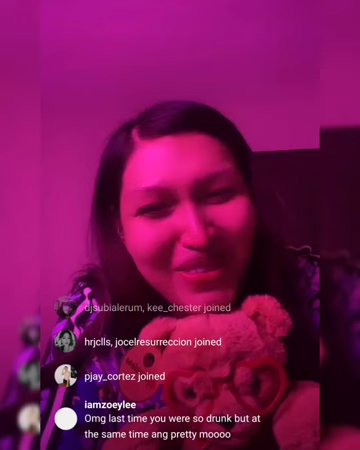 djsubialerum, kee_chester joined
hrjclls, jocelresurreccion joined
pjay_cortez joined
iamzoeylee
Omg last time you were so drunk but at
the same time ang pretty moooo